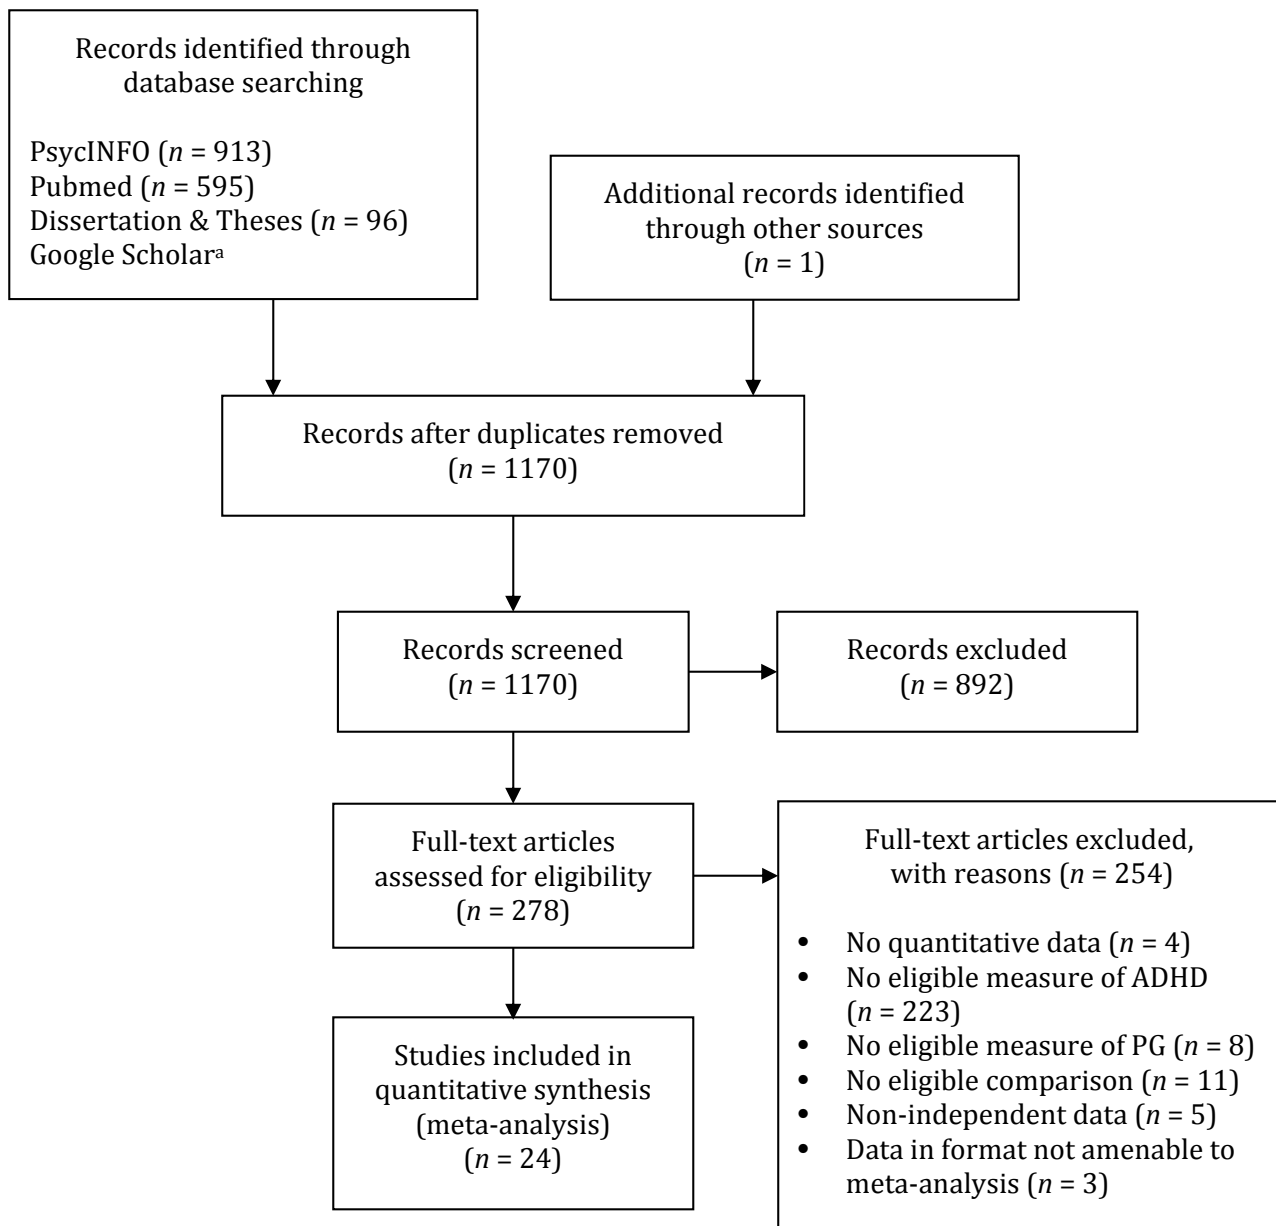 Records identified through
database searching
PsycINFO (n = 913)
Pubmed (n = 595)
Dissertation & Theses (n = 96)
Google Scholarᵃ
Additional records identified
through other sources
(n = 1)
Records after duplicates removed
(n = 1170)
Records screened
(n = 1170)
Records excluded
(n = 892)
Full-text articles
assessed for eligibility
(n = 278)
Full-text articles excluded,
with reasons (n = 254)
• No quantitative data (n = 4)
• No eligible measure of ADHD
(n = 223)
• No eligible measure of PG (n = 8)
• No eligible comparison (n = 11)
• Non-independent data (n = 5)
• Data in format not amenable to
meta-analysis (n = 3)
Studies included in
quantitative synthesis
(meta-analysis)
(n = 24)